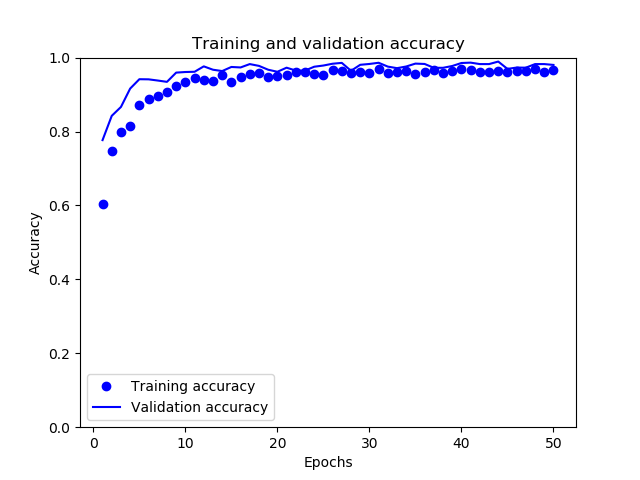 Training and validation accuracy
1.0
0.8
0.6
0.4
0.2
0.0
Accuracy
Training accuracy
Validation accuracy
0 10 20 30 40 50
Epochs